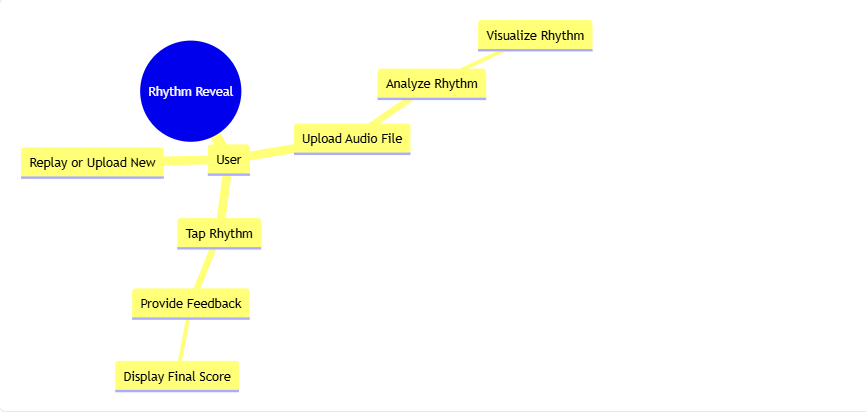 Visualize Rhythm
Analyze Rhythm
Rhythm Reveal
Upload Audio File
User
Replay or Upload New
Tap Rhythm
Provide Feedback
Display Final Score